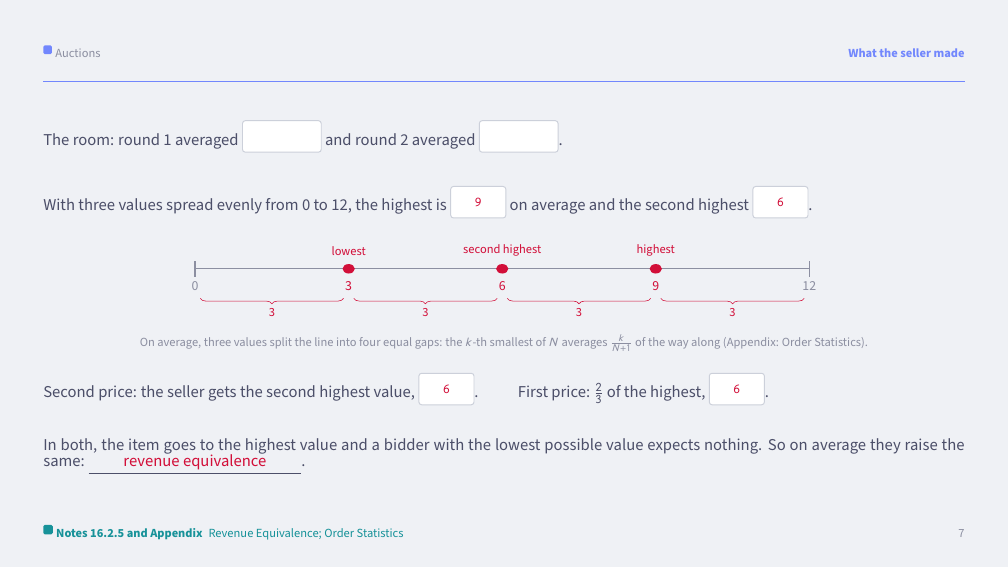 Auctions
What the seller made
The room: round 1 averaged and round 2 averaged .
With three values spread evenly from 0 to 12, the highest is 9 on average and the second highest 6 .
lowest second highest highest
0 3 6 9 12
3 3 3 3
On average, three values split the line into four equal gaps: the k-th smallest of N averages k/(N+1) of the way along (Appendix: Order Statistics).
Second price: the seller gets the second highest value, 6 . First price: 2/3 of the highest, 6 .
In both, the item goes to the highest value and a bidder with the lowest possible value expects nothing. So on average they raise the
same: revenue equivalence .
Notes 16.2.5 and Appendix Revenue Equivalence; Order Statistics
7